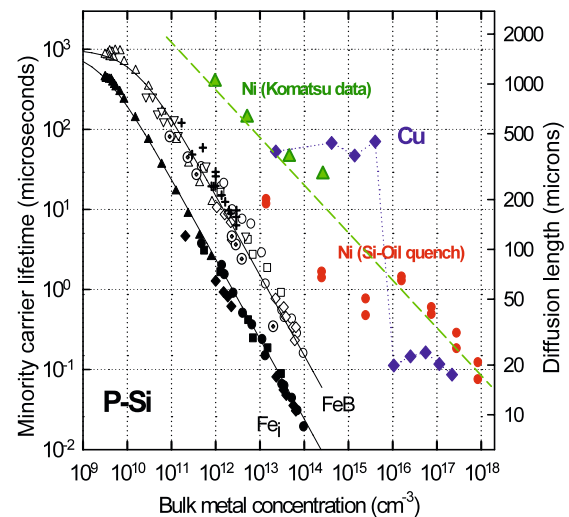 10³
10²
10¹
10⁰
10⁻¹
10⁻²
Minority carrier lifetime (microseconds)
2000
1000
450
200
100
50
20
10
Diffusion length (microns)
Ni (Komatsu data)
Cu
Ni (Si-Oil quench)
P-Si
FeB
Feᵢ
10⁹ 10¹⁰ 10¹¹ 10¹² 10¹³ 10¹⁴ 10¹⁵ 10¹⁶ 10¹⁷ 10¹⁸
Bulk metal concentration (cm⁻³)